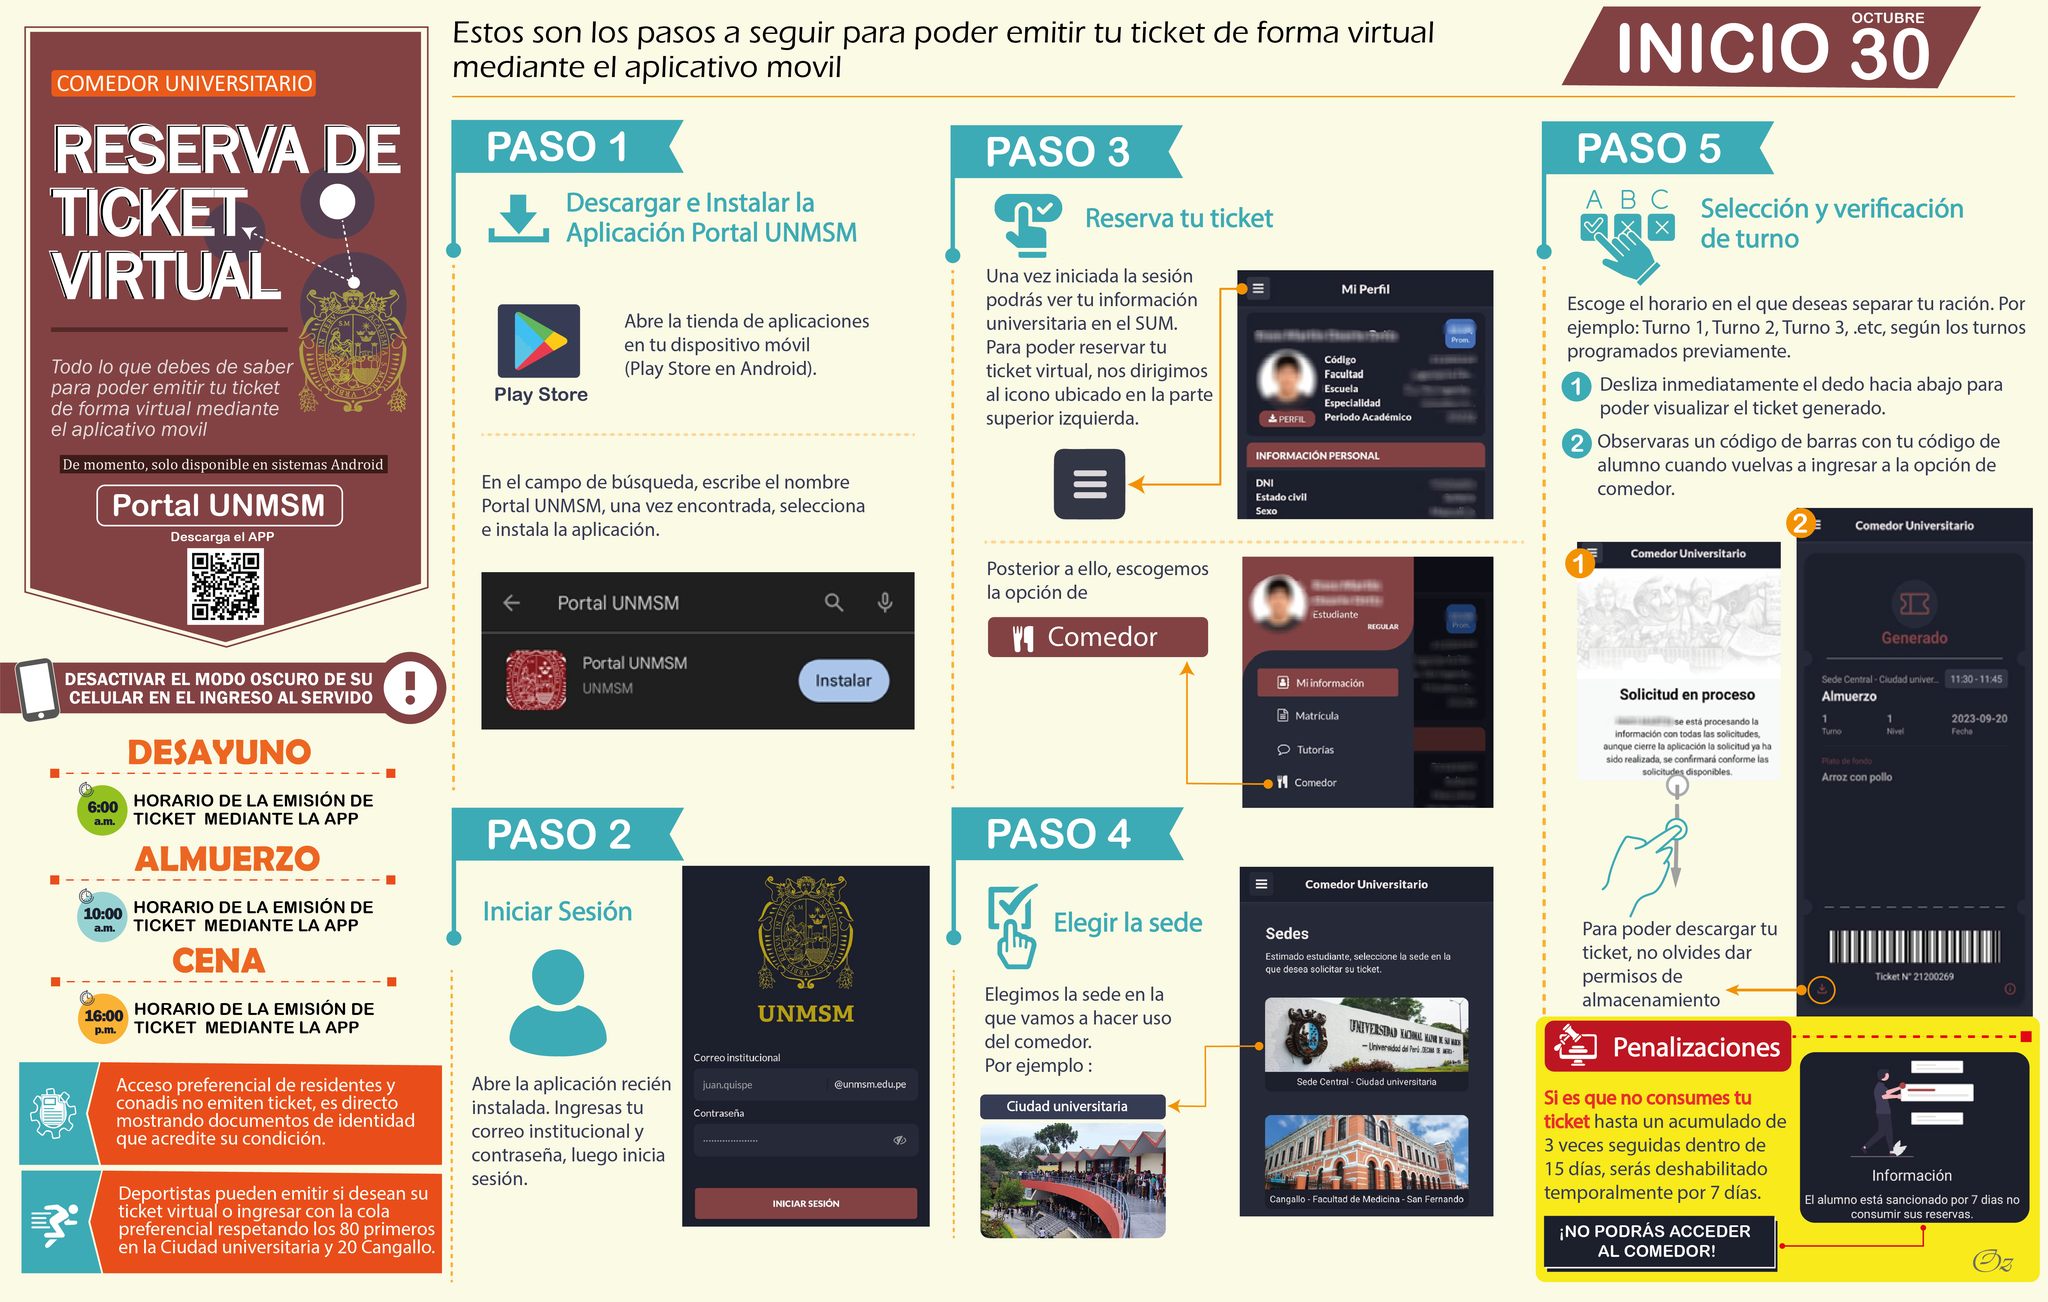 COMEDOR UNIVERSITARIO
RESERVA DE
TICKET
VIRTUAL
Todo lo que debes de saber
para poder emitir tu ticket
de forma virtual mediante
el aplicativo movil
De momento, solo disponible en sistemas Android
Portal UNMSM
Descarga el APP
DESACTIVAR EL MODO OSCURO DE SU
CELULAR EN EL INGRESO AL SERVIDO
DESAYUNO
6:00
a.m.
HORARIO DE LA EMISIÓN DE
TICKET MEDIANTE LA APP
ALMUERZO
10:00
a.m.
HORARIO DE LA EMISIÓN DE
TICKET MEDIANTE LA APP
CENA
16:00
p.m.
HORARIO DE LA EMISIÓN DE
TICKET MEDIANTE LA APP
Acceso preferencial de residentes y
conadis no emiten ticket, es directo
mostrando documentos de identidad
que acredite su condición.
Deportistas pueden emitir si desean su
ticket virtual o ingresar con la cola
preferencial respetando los 80 primeros
en la Ciudad universitaria y 20 Cangallo.
Estos son los pasos a seguir para poder emitir tu ticket de forma virtual
mediante el aplicativo movil
INICIO
OCTUBRE
30
PASO 1
Descargar e Instalar la
Aplicación Portal UNMSM
Play Store
Abre la tienda de aplicaciones
en tu dispositivo móvil
(Play Store en Android).
En el campo de búsqueda, escribe el nombre
Portal UNMSM, una vez encontrada, selecciona
e instala la aplicación.
Portal UNMSM
Portal UNMSM
UNMSM
Instalar
PASO 2
Iniciar Sesión
Abre la aplicación recién
instalada. Ingresas tu
correo institucional y
contraseña, luego inicia
sesión.
UNMSM
Correo institucional
juan.quispe
@unmsm.edu.pe
Contraseña
INICIAR SESIÓN
PASO 3
Reserva tu ticket
Una vez iniciada la sesión
podrás ver tu información
universitaria en el SUM.
Para poder reservar tu
ticket virtual, nos dirigimos
al icono ubicado en la parte
superior izquierda.
Mi Perfil
Prom.
Código
Facultad
Escuela
Especialidad
Periodo Académico
PERFIL
INFORMACIÓN PERSONAL
DNI
Estado civil
Sexo
Posterior a ello, escogemos
la opción de
Comedor
Estudiante
REGULAR
Mi información
Matrícula
Tutorías
Comedor
PASO 4
Elegir la sede
Elegimos la sede en la
que vamos a hacer uso
del comedor.
Por ejemplo :
Ciudad universitaria
Comedor Universitario
Sedes
Estimado estudiante, seleccione la sede en la
que desea solicitar su ticket.
UNIVERSIDAD NACIONAL MAYOR DE SAN MARCOS
Universidad del Perú, DECANA DE AMERICA
Sede Central - Ciudad universitaria
Cangallo - Facultad de Medicina - San Fernando
PASO 5
A B C
Selección y verificación
de turno
Escoge el horario en el que deseas separar tu ración. Por
ejemplo: Turno 1, Turno 2, Turno 3, .etc, según los turnos
programados previamente.
1 Desliza inmediatamente el dedo hacia abajo para
poder visualizar el ticket generado.
2 Observaras un código de barras con tu código de
alumno cuando vuelvas a ingresar a la opción de
comedor.
1
Comedor Universitario
Solicitud en proceso
se está procesando la
información con todas las solicitudes,
aunque cierre la aplicación la solicitud ya ha
sido realizada, se confirmará conforme las
solicitudes disponibles.
Para poder descargar tu
ticket, no olvides dar
permisos de
almacenamiento
2
Comedor Universitario
Generado
Sede Central - Ciudad univer...
11:30 - 11:45
Almuerzo
1 1 2023-09-20
Turno Nivel Fecha
Plato de fondo
Arroz con pollo
Ticket N° 21200269
Penalizaciones
Si es que no consumes tu
ticket hasta un acumulado de
3 veces seguidas dentro de
15 días, serás deshabilitado
temporalmente por 7 días.
¡NO PODRÁS ACCEDER
AL COMEDOR!
Información
El alumno está sancionado por 7 dias no
consumir sus reservas.
Oz